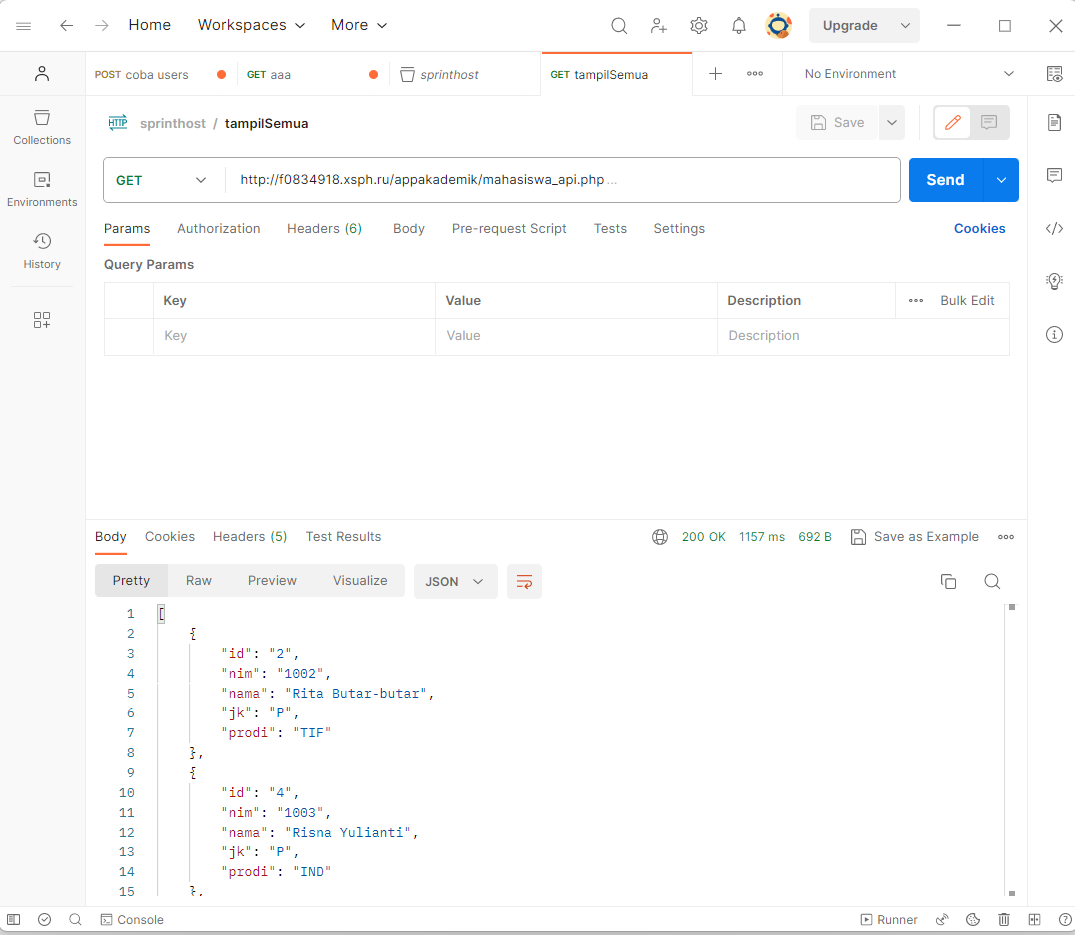 Home Workspaces More Upgrade
POST coba users GET aaa sprinthost GET tampilSemua No Environment
HTTP sprinthost / tampilSemua Save
GET http://f0834918.xsph.ru/appakademik/mahasiswa_api.php ... Send
Params Authorization Headers (6) Body Pre-request Script Tests Settings Cookies
Query Params
Key Value Description Bulk Edit
Key Value Description
Collections
Environments
History
Body Cookies Headers (5) Test Results 200 OK 1157 ms 692 B Save as Example
Pretty Raw Preview Visualize JSON
1 [
2 {
3 "id": "2",
4 "nim": "1002",
5 "nama": "Rita Butar-butar",
6 "jk": "P",
7 "prodi": "TIF"
8 },
9 {
10 "id": "4",
11 "nim": "1003",
12 "nama": "Risna Yulianti",
13 "jk": "P",
14 "prodi": "IND"
15 },
Console Runner